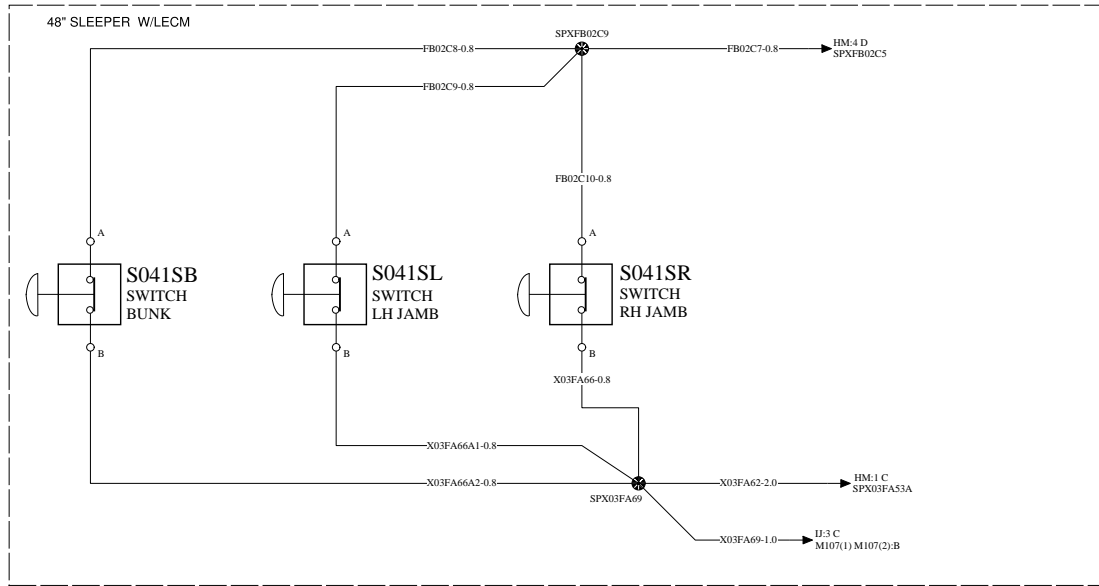 48" SLEEPER W/LECM
SPXFB02C9
FB02C8-0.8
FB02C7-0.8
HM:4 D
SPXFB02C5
FB02C9-0.8
FB02C10-0.8
A
A
A
S041SB
SWITCH
BUNK
S041SL
SWITCH
LH JAMB
S041SR
SWITCH
RH JAMB
B
B
B
X03FA66-0.8
X03FA66A1-0.8
X03FA66A2-0.8
X03FA62-2.0
HM:1 C
SPX03FA53A
SPX03FA69
X03FA69-1.0
IJ:3 C
M107(1) M107(2):B